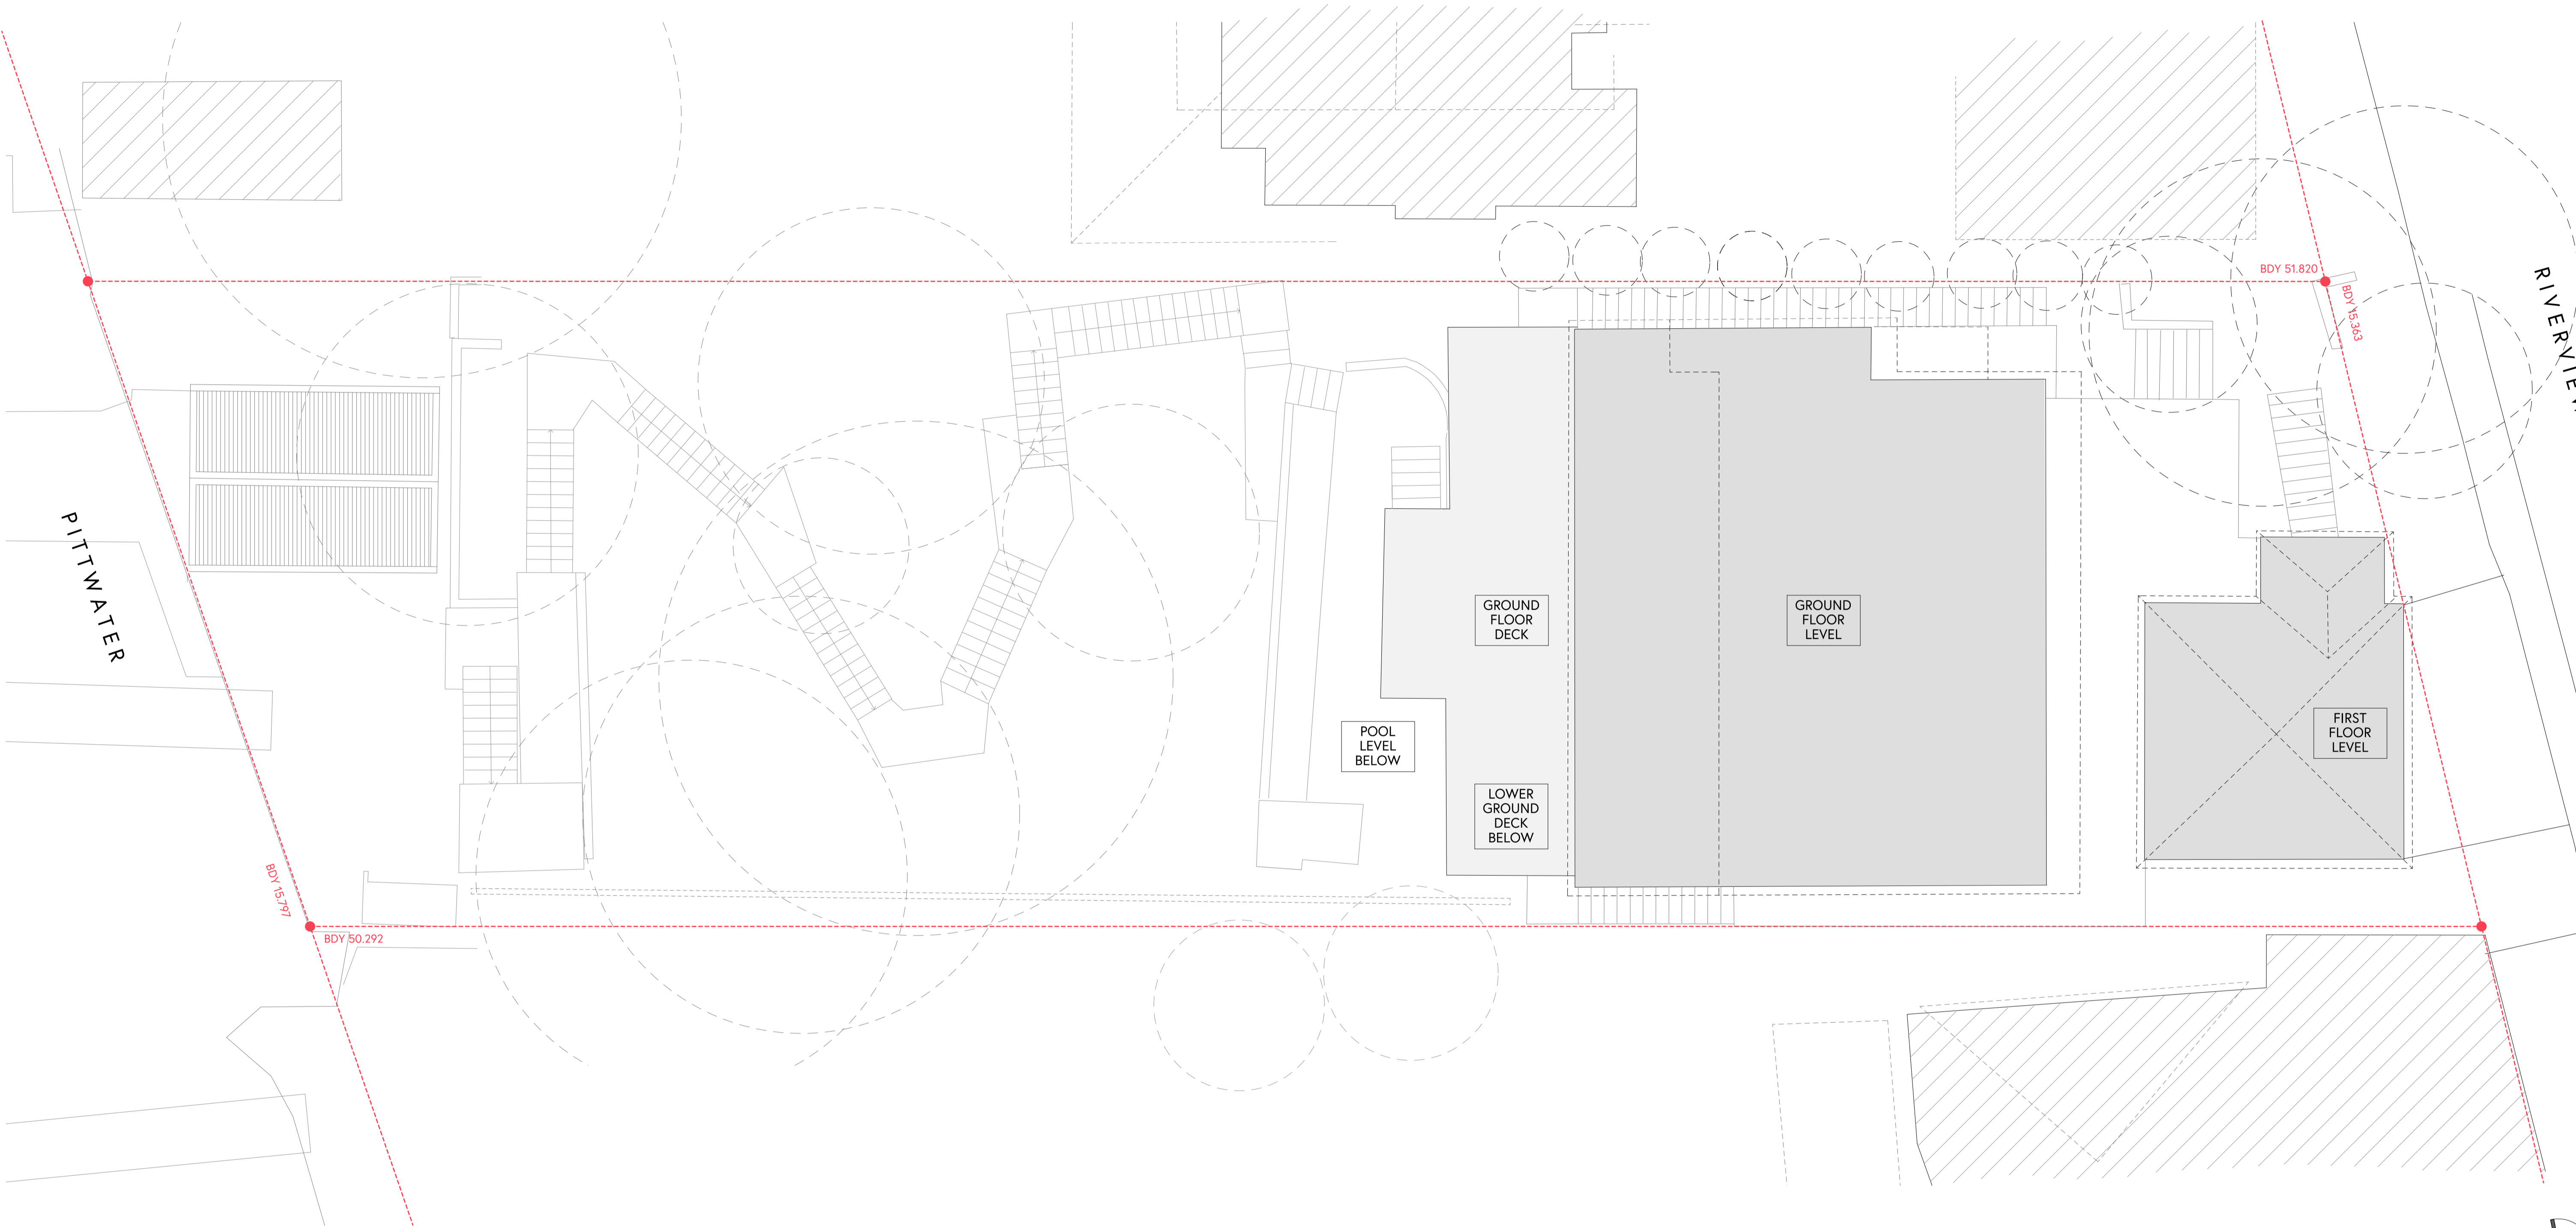 BDY 51.820
BDY 15.363
PITTWATER
GROUND
FLOOR
DECK
GROUND
FLOOR
LEVEL
POOL
LEVEL
BELOW
FIRST
FLOOR
LEVEL
LOWER
GROUND
DECK
BELOW
BDY 15.797
BDY 50.292